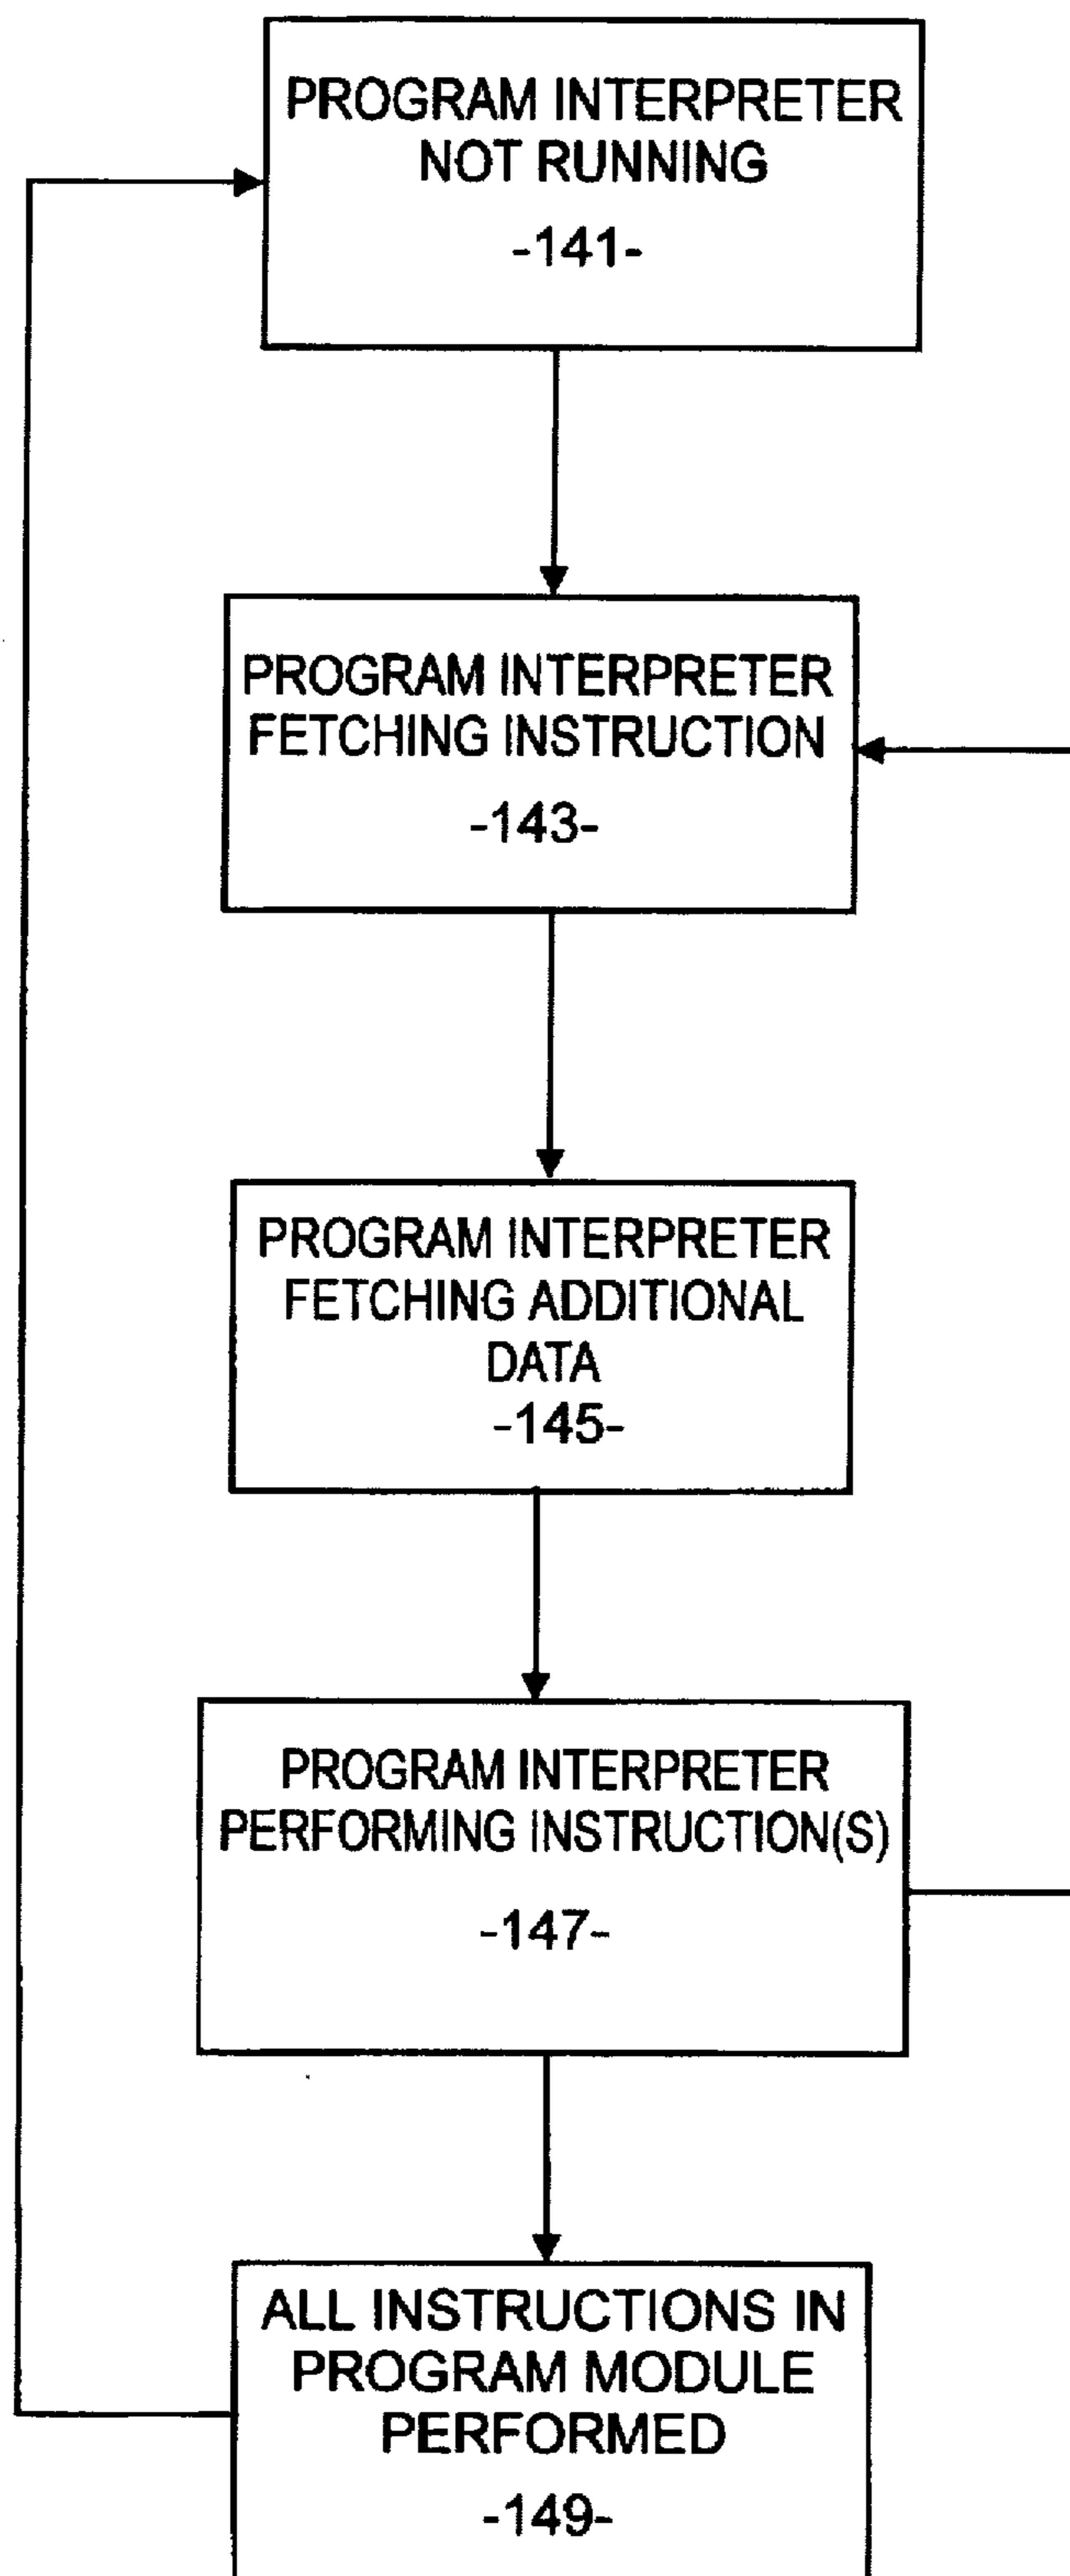 PROGRAM INTERPRETER
NOT RUNNING
-141-
PROGRAM INTERPRETER
FETCHING INSTRUCTION
-143-
PROGRAM INTERPRETER
FETCHING ADDITIONAL
DATA
-145-
PROGRAM INTERPRETER
PERFORMING INSTRUCTION(S)
-147-
ALL INSTRUCTIONS IN
PROGRAM MODULE
PERFORMED
-149-